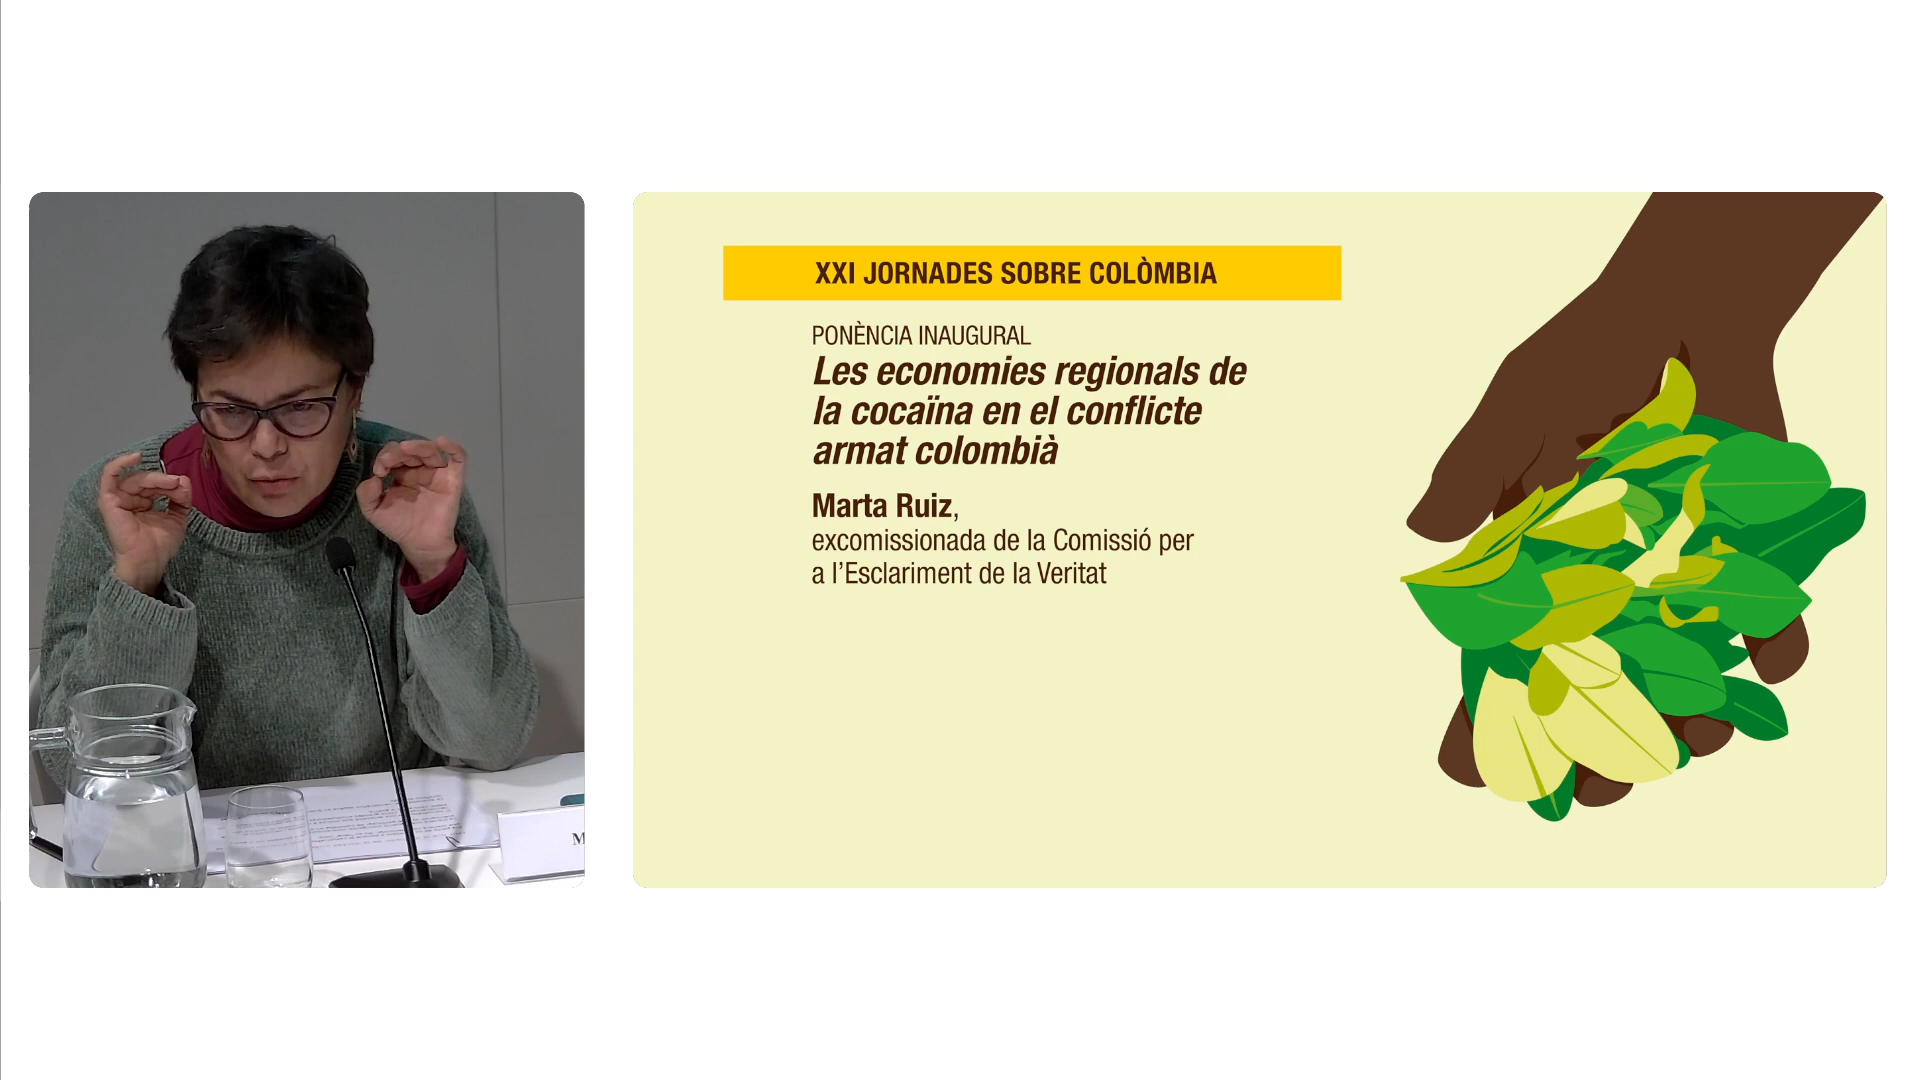 XXI JORNADES SOBRE COLÒMBIA
PONÈNCIA INAUGURAL
Les economies regionals de
la cocaïna en el conflicte
armat colombià
Marta Ruiz,
excomissionada de la Comissió per
a l’Esclariment de la Veritat
M